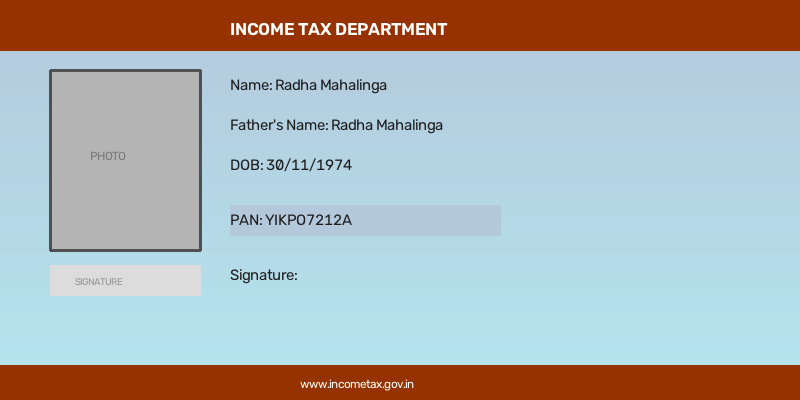 INCOME TAX DEPARTMENT
Name: Radha Mahalinga
Father's Name: Radha Mahalinga
PHOTO
DOB: 30/11/1974
PAN: YIKPO7212A
Signature:
SIGNATURE
www.incometax.gov.in